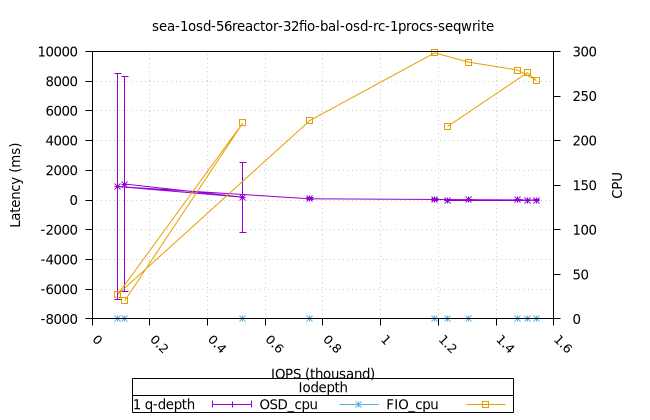 sea-1osd-56reactor-32fio-bal-osd-rc-1procs-seqwrite
10000 300
8000 250
6000
4000 200
2000 150
0
-2000 100
-4000
-6000 50
-8000 0
Latency (ms)
CPU
0 0.2 0.4 0.6 0.8 1 1.2 1.4 1.6
IOPS (thousand)
Iodepth
1 q-depth OSD_cpu FIO_cpu